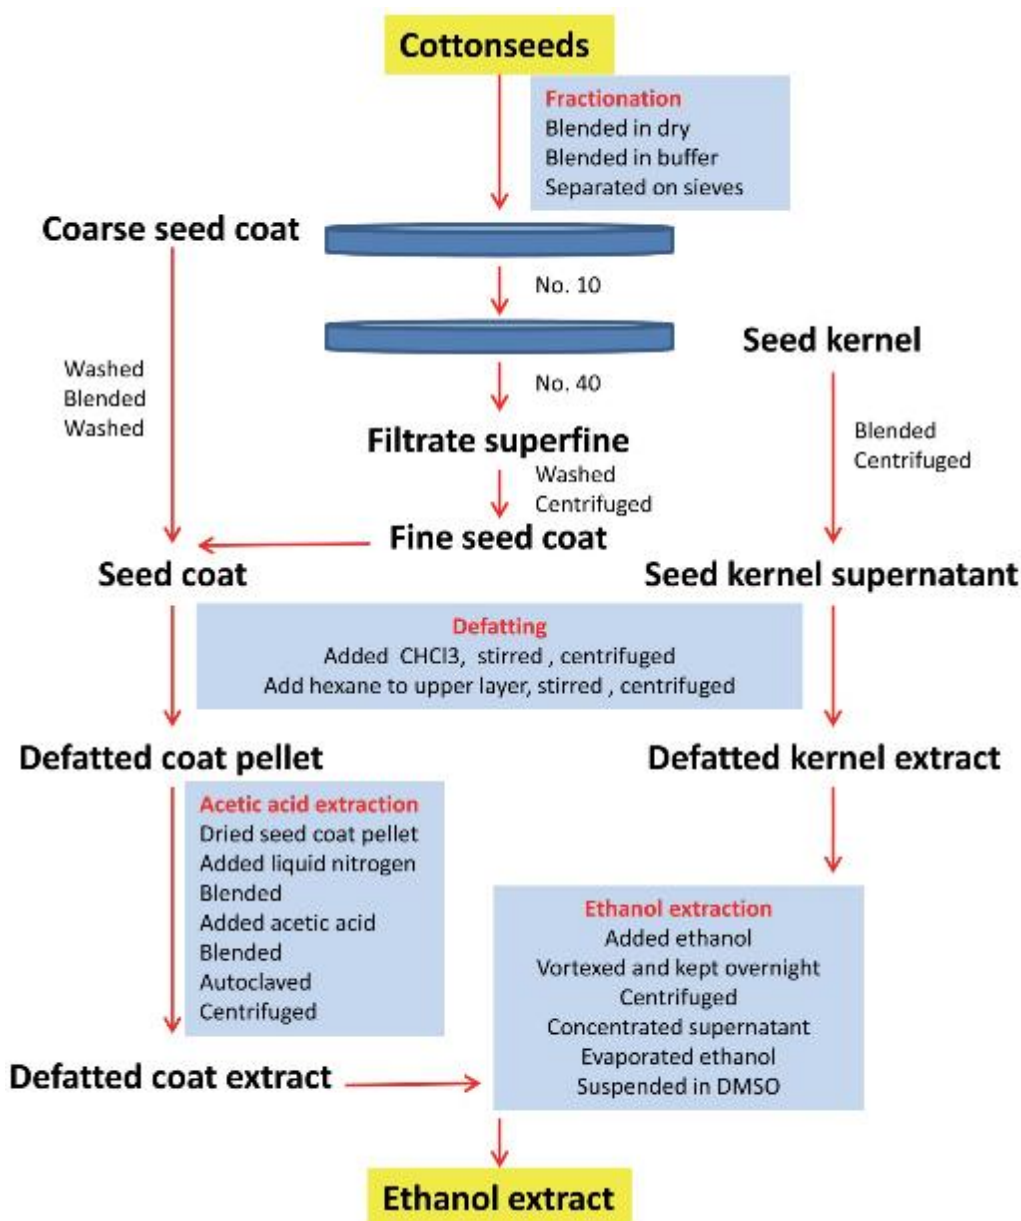 Cottonseeds
Fractionation
Blended in dry
Blended in buffer
Separated on sieves
Coarse seed coat
No. 10
Seed kernel
Washed
Blended
Washed
No. 40
Filtrate superfine
Blended
Centrifuged
Washed
Centrifuged
Fine seed coat
Seed coat
Seed kernel supernatant
Defatting
Added CHCl3, stirred , centrifuged
Add hexane to upper layer, stirred , centrifuged
Defatted coat pellet
Defatted kernel extract
Acetic acid extraction
Dried seed coat pellet
Added liquid nitrogen
Blended
Added acetic acid
Blended
Autoclaved
Centrifuged
Ethanol extraction
Added ethanol
Vortexed and kept overnight
Centrifuged
Concentrated supernatant
Evaporated ethanol
Suspended in DMSO
Defatted coat extract
Ethanol extract